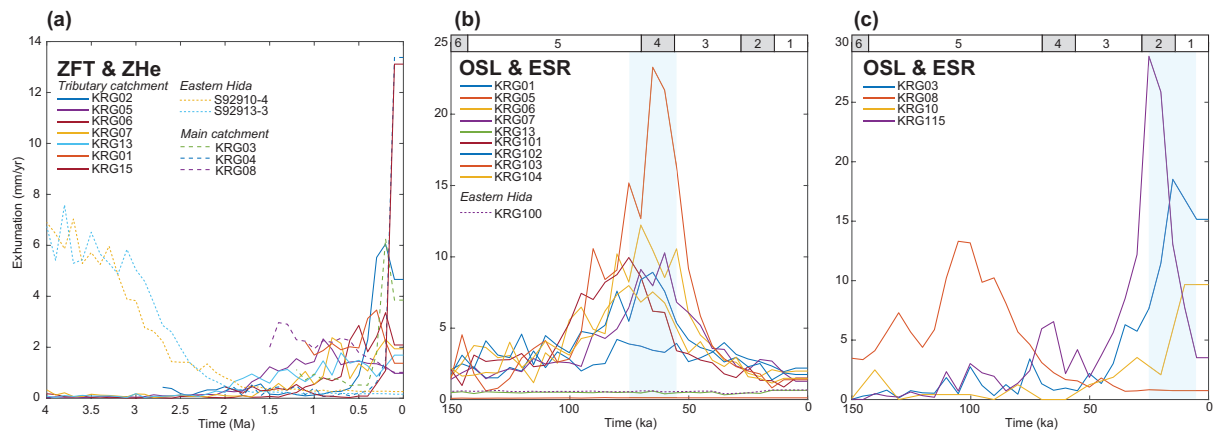 (a)
ZFT & ZHe
Tributary catchment
KRG02
KRG05
KRG06
KRG07
KRG13
KRG01
KRG15
Eastern Hida
S92910-4
S92913-3
Main catchment
KRG03
KRG04
KRG08
Exhumation (mm/yr)
14
12
10
8
6
4
2
0
4 3.5 3 2.5 2 1.5 1 0.5 0
Time (Ma)
(b)
6 5 4 3 2 1
OSL & ESR
KRG01
KRG05
KRG06
KRG07
KRG13
KRG101
KRG102
KRG103
KRG104
Eastern Hida
KRG100
25
20
15
10
5
0
150 100 50 0
Time (ka)
(c)
6 5 4 3 2 1
OSL & ESR
KRG03
KRG08
KRG10
KRG115
30
25
20
15
10
5
0
150 100 50 0
Time (ka)